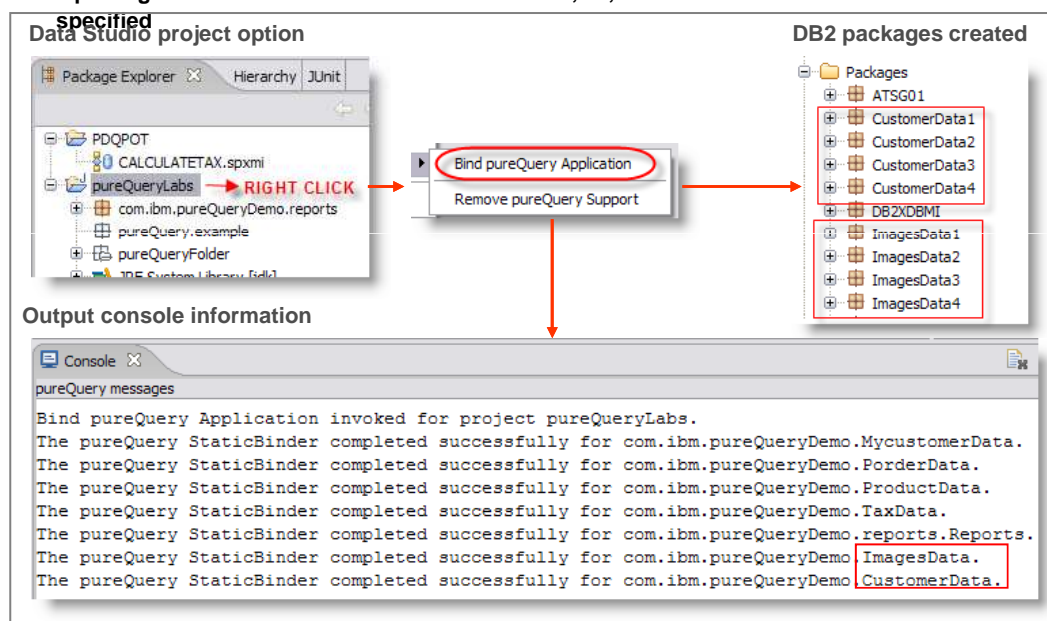 specified
Data Studio project option
DB2 packages created
Package Explorer
Hierarchy
JUnit
PDQPOT
CALCULATETAX.spxmi
pureQueryLabs
RIGHT CLICK
com.ibm.pureQueryDemo.reports
pureQuery.example
pureQueryFolder
JRE System Library [jdk]
Bind pureQuery Application
Remove pureQuery Support
Packages
ATSG01
CustomerData1
CustomerData2
CustomerData3
CustomerData4
DB2XDBMI
ImagesData1
ImagesData2
ImagesData3
ImagesData4
Output console information
Console
pureQuery messages
Bind pureQuery Application invoked for project pureQueryLabs.
The pureQuery StaticBinder completed successfully for com.ibm.pureQueryDemo.MycustomerData.
The pureQuery StaticBinder completed successfully for com.ibm.pureQueryDemo.PorderData.
The pureQuery StaticBinder completed successfully for com.ibm.pureQueryDemo.ProductData.
The pureQuery StaticBinder completed successfully for com.ibm.pureQueryDemo.TaxData.
The pureQuery StaticBinder completed successfully for com.ibm.pureQueryDemo.reports.Reports.
The pureQuery StaticBinder completed successfully for com.ibm.pureQueryDemo.ImagesData.
The pureQuery StaticBinder completed successfully for com.ibm.pureQueryDemo.CustomerData.